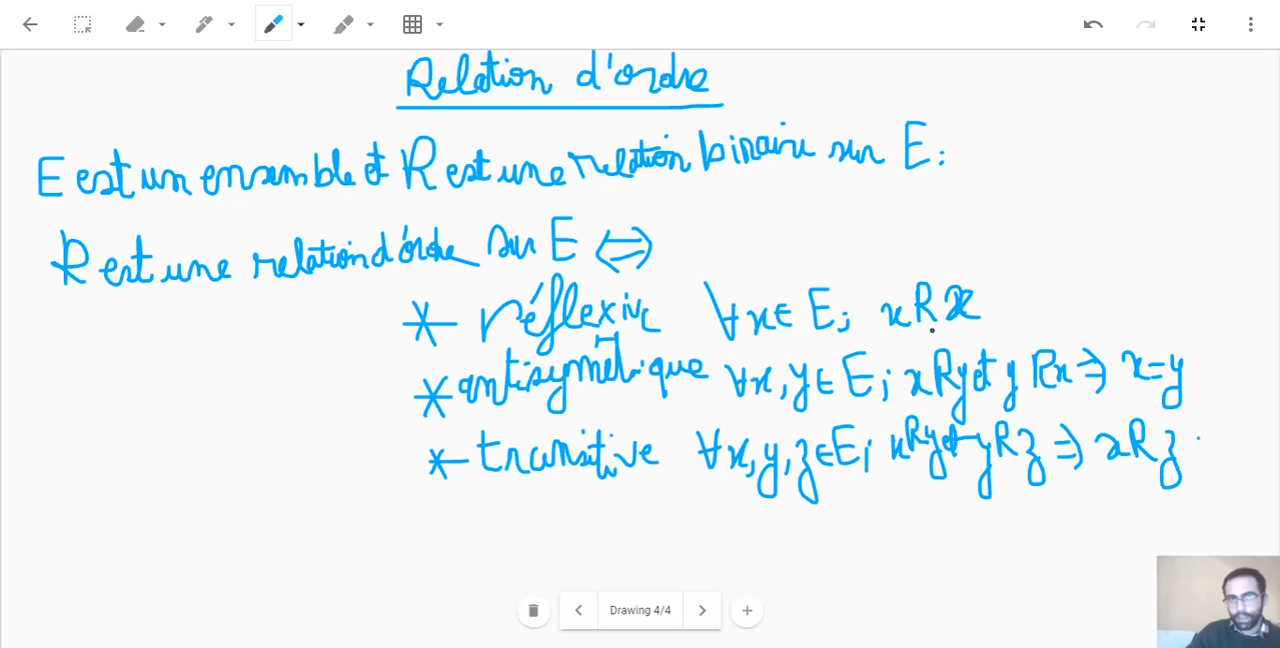 Relation d'ordre
E est un ensemble et R est une relation binaire sur E.
R est une relation d'ordre sur E ⇔
* réflexive ∀x∈E; xRx
* antisymétrique ∀x,y∈E; xRy et yRx ⇒ x=y
* transitive ∀x,y,z∈E; xRy et yRz ⇒ xRz.
Drawing 4/4